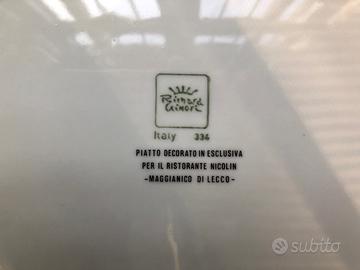 Richard
Ginori
Italy 334
PIATTO DECORATO IN ESCLUSIVA
PER IL RISTORANTE NICOLIN
-MAGGIANICO DI LECCO-
subito